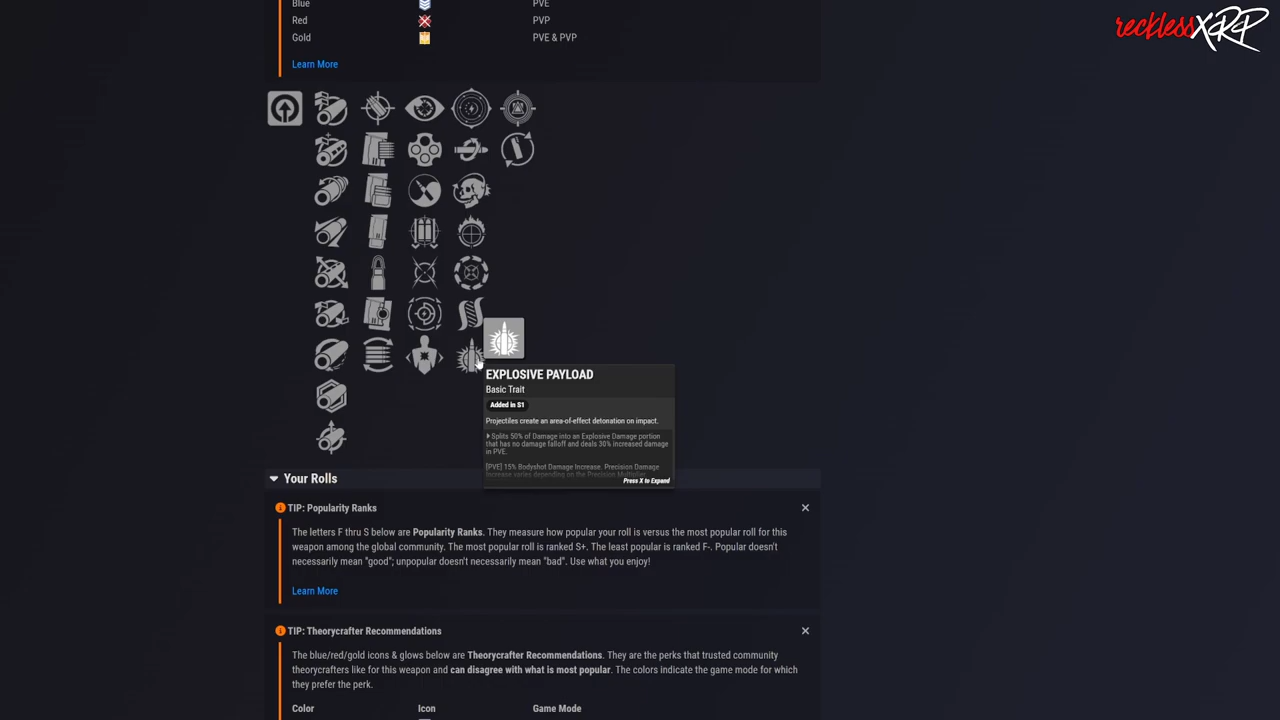 Blue PVE
recklessXRP
Red PVP
Gold PVE & PVP
Learn More
EXPLOSIVE PAYLOAD
Basic Trait
Added in S1
Projectiles create an area-of-effect detonation on impact.
Splits 50% of Damage into an Explosive Damage portion
that has no damage falloff and deals 30% increased damage
in PVE.
[PVE] 15% Bodyshot Damage Increase. Precision Damage
Increase varies depending on the Precision Multiplier
Press X to Expand
Your Rolls
TIP: Popularity Ranks
The letters F thru S below are Popularity Ranks. They measure how popular your roll is versus the most popular roll for this
weapon among the global community. The most popular roll is ranked S+. The least popular is ranked F-. Popular doesn't
necessarily mean "good"; unpopular doesn't necessarily mean "bad". Use what you enjoy!
Learn More
TIP: Theorycrafter Recommendations
The blue/red/gold icons & glows below are Theorycrafter Recommendations. They are the perks that trusted community
theorycrafters like for this weapon and can disagree with what is most popular. The colors indicate the game mode for which
they prefer the perk.
Color Icon Game Mode